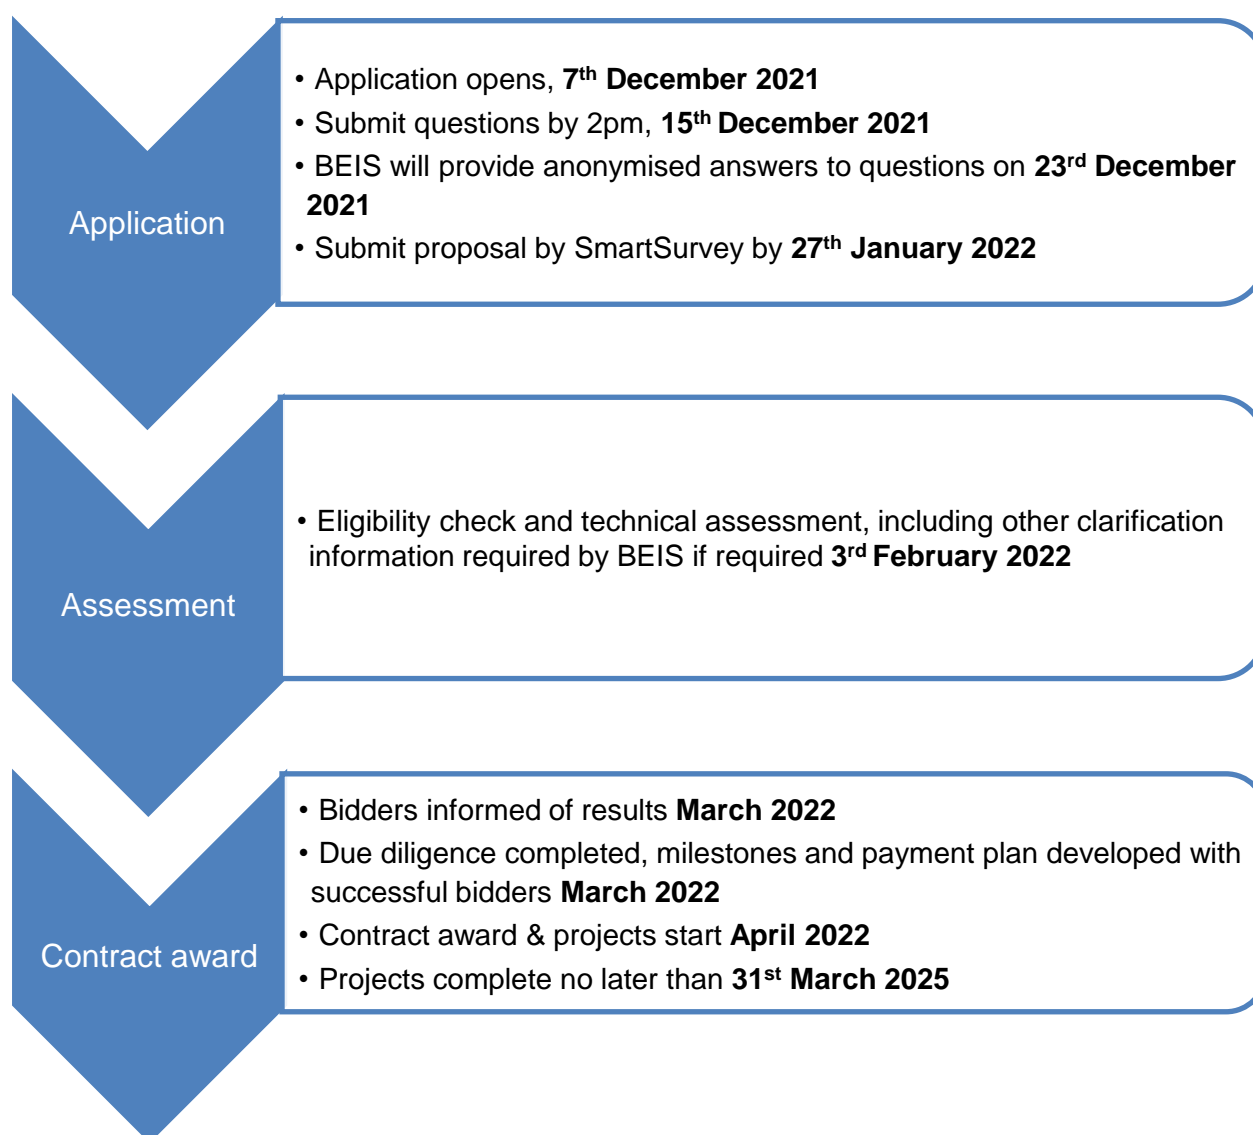 Application
• Application opens, 7th December 2021
• Submit questions by 2pm, 15th December 2021
• BEIS will provide anonymised answers to questions on 23rd December
2021
• Submit proposal by SmartSurvey by 27th January 2022
Assessment
• Eligibility check and technical assessment, including other clarification
information required by BEIS if required 3rd February 2022
Contract award
• Bidders informed of results March 2022
• Due diligence completed, milestones and payment plan developed with
successful bidders March 2022
• Contract award & projects start April 2022
• Projects complete no later than 31st March 2025